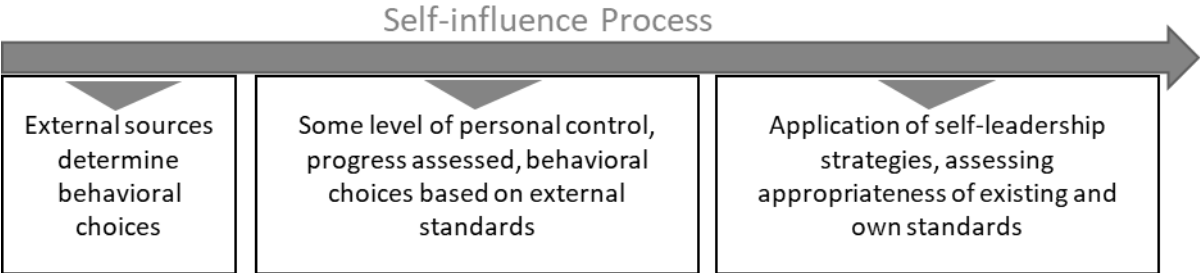 Self-influence Process
External sources
determine
behavioral
choices
Some level of personal control,
progress assessed, behavioral
choices based on external
standards
Application of self-leadership
strategies, assessing
appropriateness of existing and
own standards